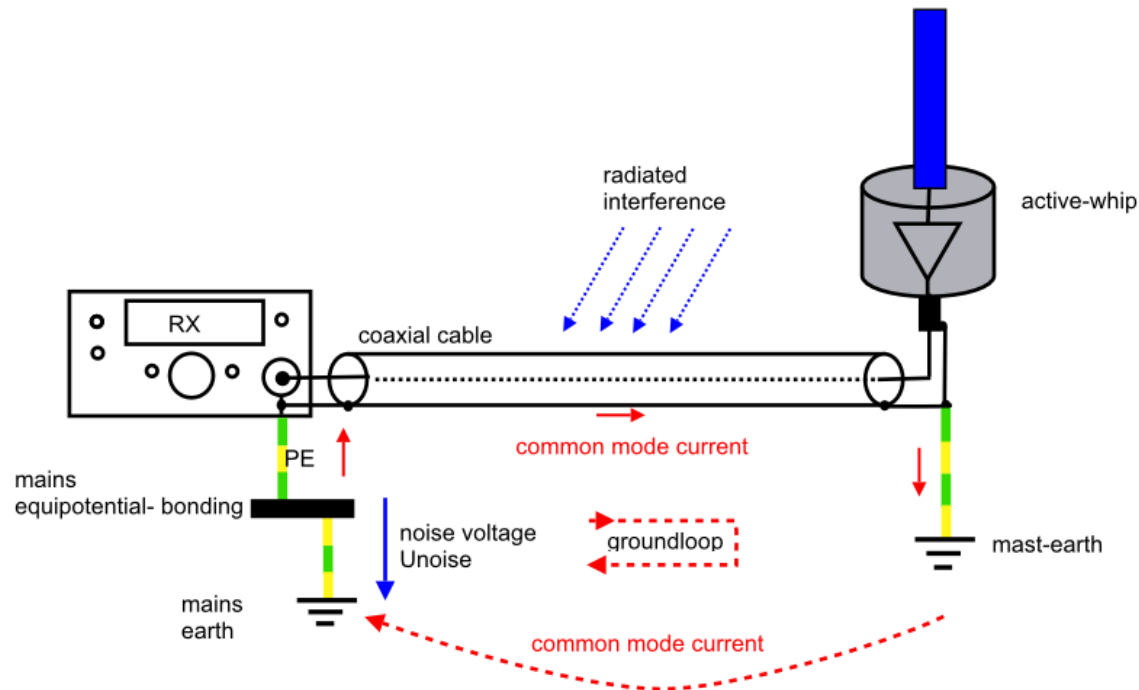 radiated
interference
active-whip
RX
coaxial cable
common mode current
PE
mains
equipotential- bonding
noise voltage
Unoise
groundloop
mast-earth
mains
earth
common mode current